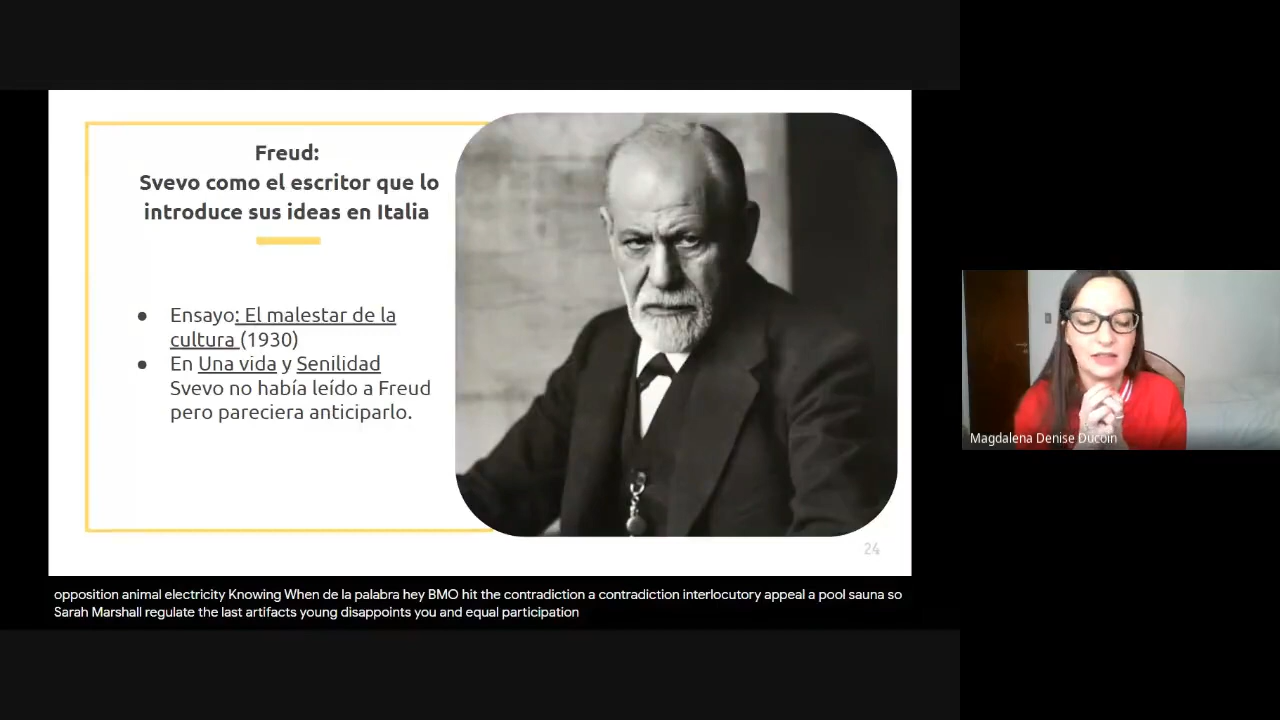 Freud:
Svevo como el escritor que lo
introduce sus ideas en Italia
● Ensayo: El malestar de la
cultura (1930)
● En Una vida y Senilidad
Svevo no había leído a Freud
pero pareciera anticiparlo.
24
opposition animal electricity Knowing When de la palabra hey BMO hit the contradiction a contradiction interlocutory appeal a pool sauna so
Sarah Marshall regulate the last artifacts young disappoints you and equal participation
Magdalena Denise Ducoin